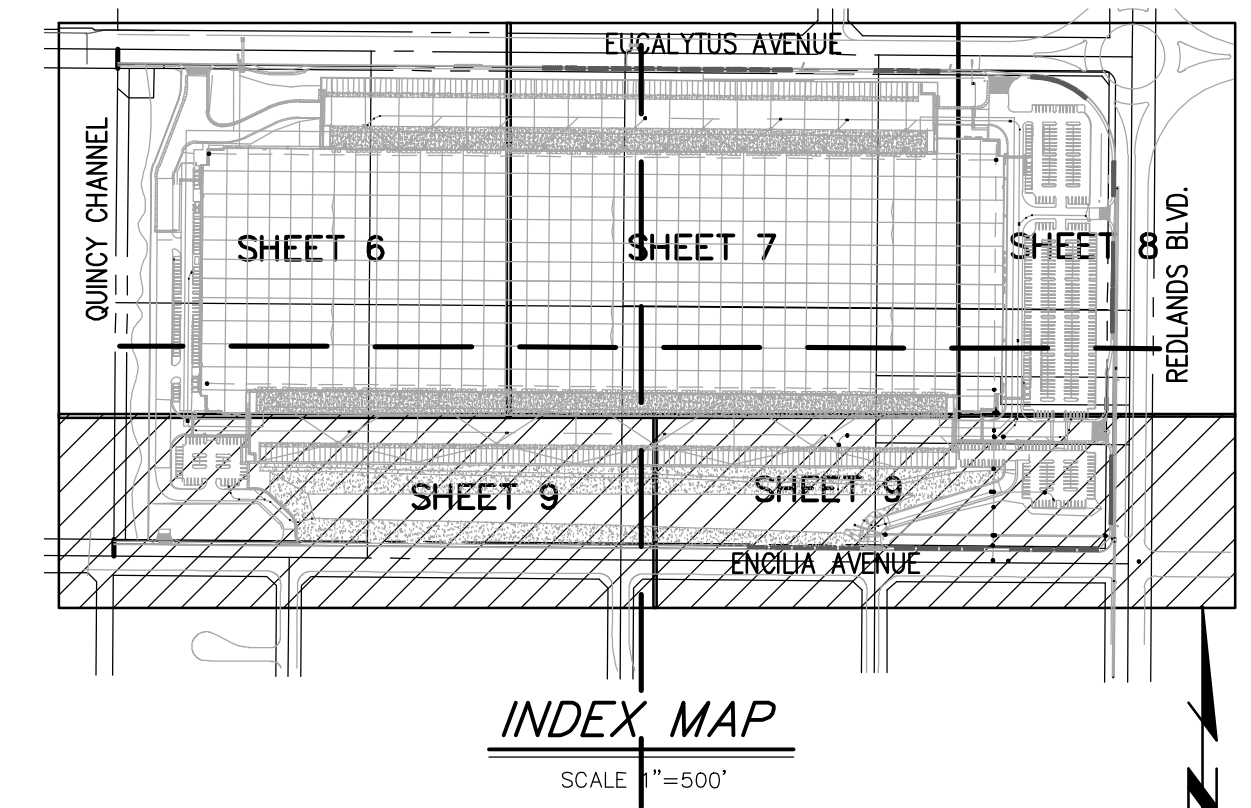 EUCALYTUS AVENUE
QUINCY CHANNEL
SHEET 6
SHEET 7
SHEET 8
REDLANDS BLVD.
SHEET 9
SHEET 9
ENCILIA AVENUE
INDEX MAP
SCALE 1"=500'
N